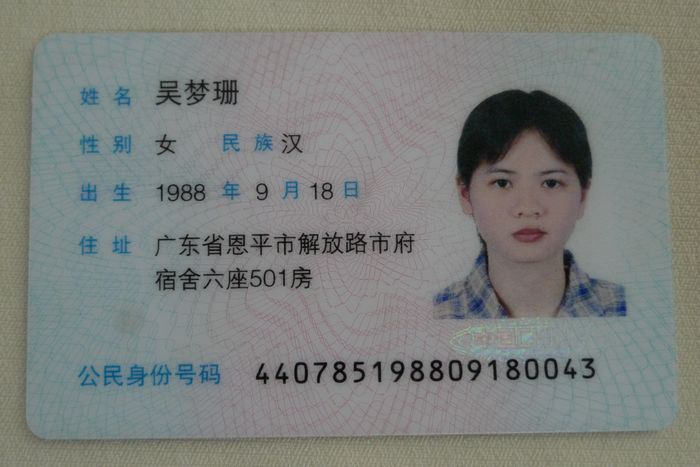 姓名 吴梦珊
性别 女 民族 汉
出生 1988 年 9 月 18 日
住址 广东省恩平市解放路市府
宿舍六座501房
公民身份号码 440785198809180043